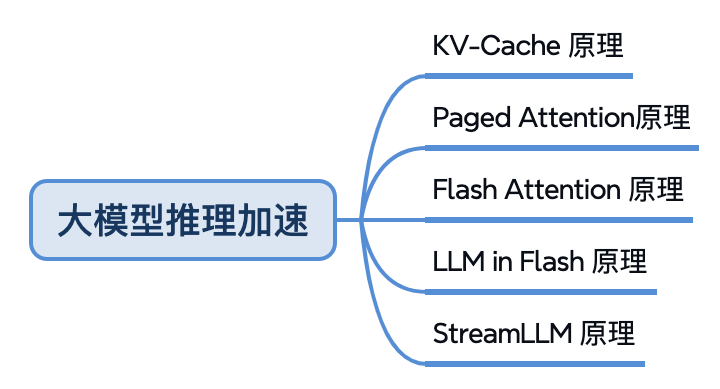 KV-Cache 原理
Paged Attention原理
Flash Attention 原理
大模型推理加速
LLM in Flash 原理
StreamLLM 原理